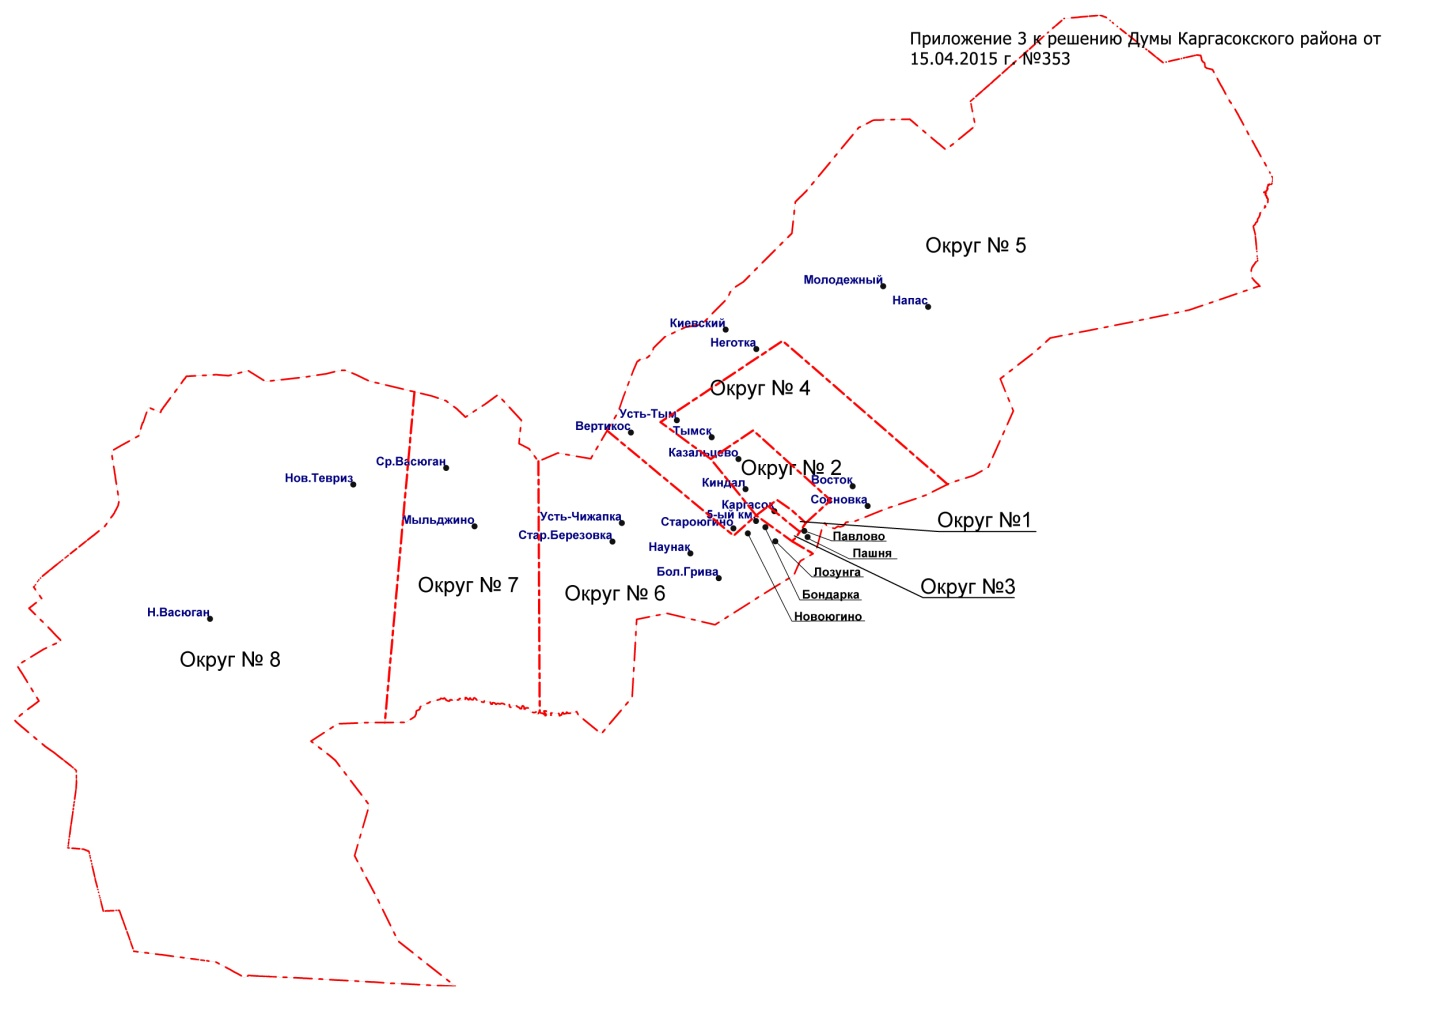 Приложение 3 к решению Думы Каргасокского района от
15.04.2015 г. №353
Округ № 5
Молодежный
Напас
Киевский
Неготка
Округ № 4
Усть-Тым
Вертикос
Тымск
Казальцево
Округ № 2
Ср.Васюган
Нов.Тевриз
Киндал
Восток
Сосновка
Каргасок
5-ый км.
Мыльджино
Усть-Чижапка
Староюгино
Округ №1
Стар.Березовка
Павлово
Наунак
Пашня
Бол.Грива
Лозунга
Округ № 7
Округ № 6
Округ №3
Бондарка
Н.Васюган
Новоюгино
Округ № 8